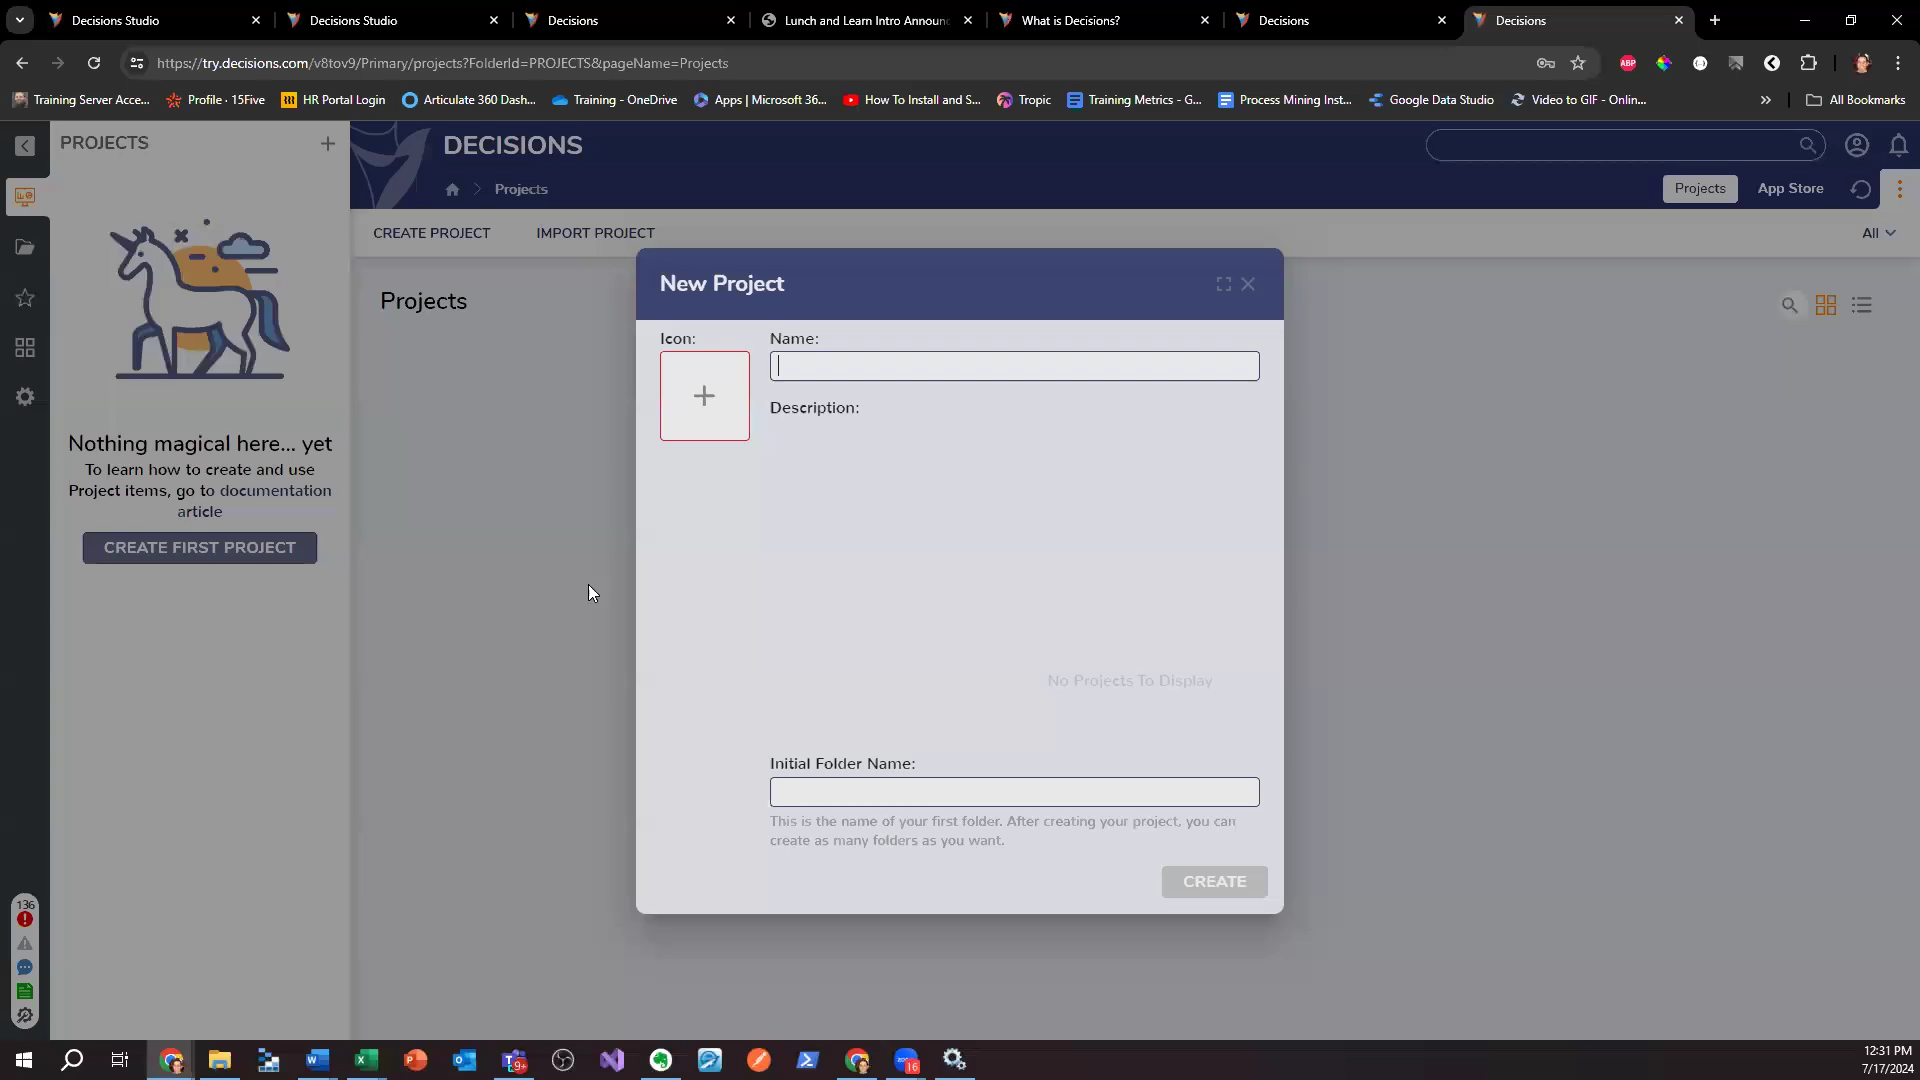 Decisions Studio
Decisions Studio
Decisions
Lunch and Learn Intro Announ
What is Decisions?
Decisions
Decisions
https://try.decisions.com/v8tov9/Primary/projects?FolderId=PROJECTS&pageName=Projects
ABP
Training Server Acce...
Profile · 15Five
HR Portal Login
Articulate 360 Dash...
Training - OneDrive
Apps | Microsoft 36...
How To Install and S...
Tropic
Training Metrics - G...
Process Mining Inst...
Google Data Studio
Video to GIF - Onlin...
All Bookmarks
PROJECTS
DECISIONS
Projects
Projects
App Store
CREATE PROJECT
IMPORT PROJECT
All
Projects
New Project
Icon:
Name:
Description:
Nothing magical here... yet
To learn how to create and use
Project items, go to documentation
article
CREATE FIRST PROJECT
No Projects To Display
Initial Folder Name:
This is the name of your first folder. After creating your project, you can
create as many folders as you want.
CREATE
136
9+
16
12:31 PM
7/17/2024